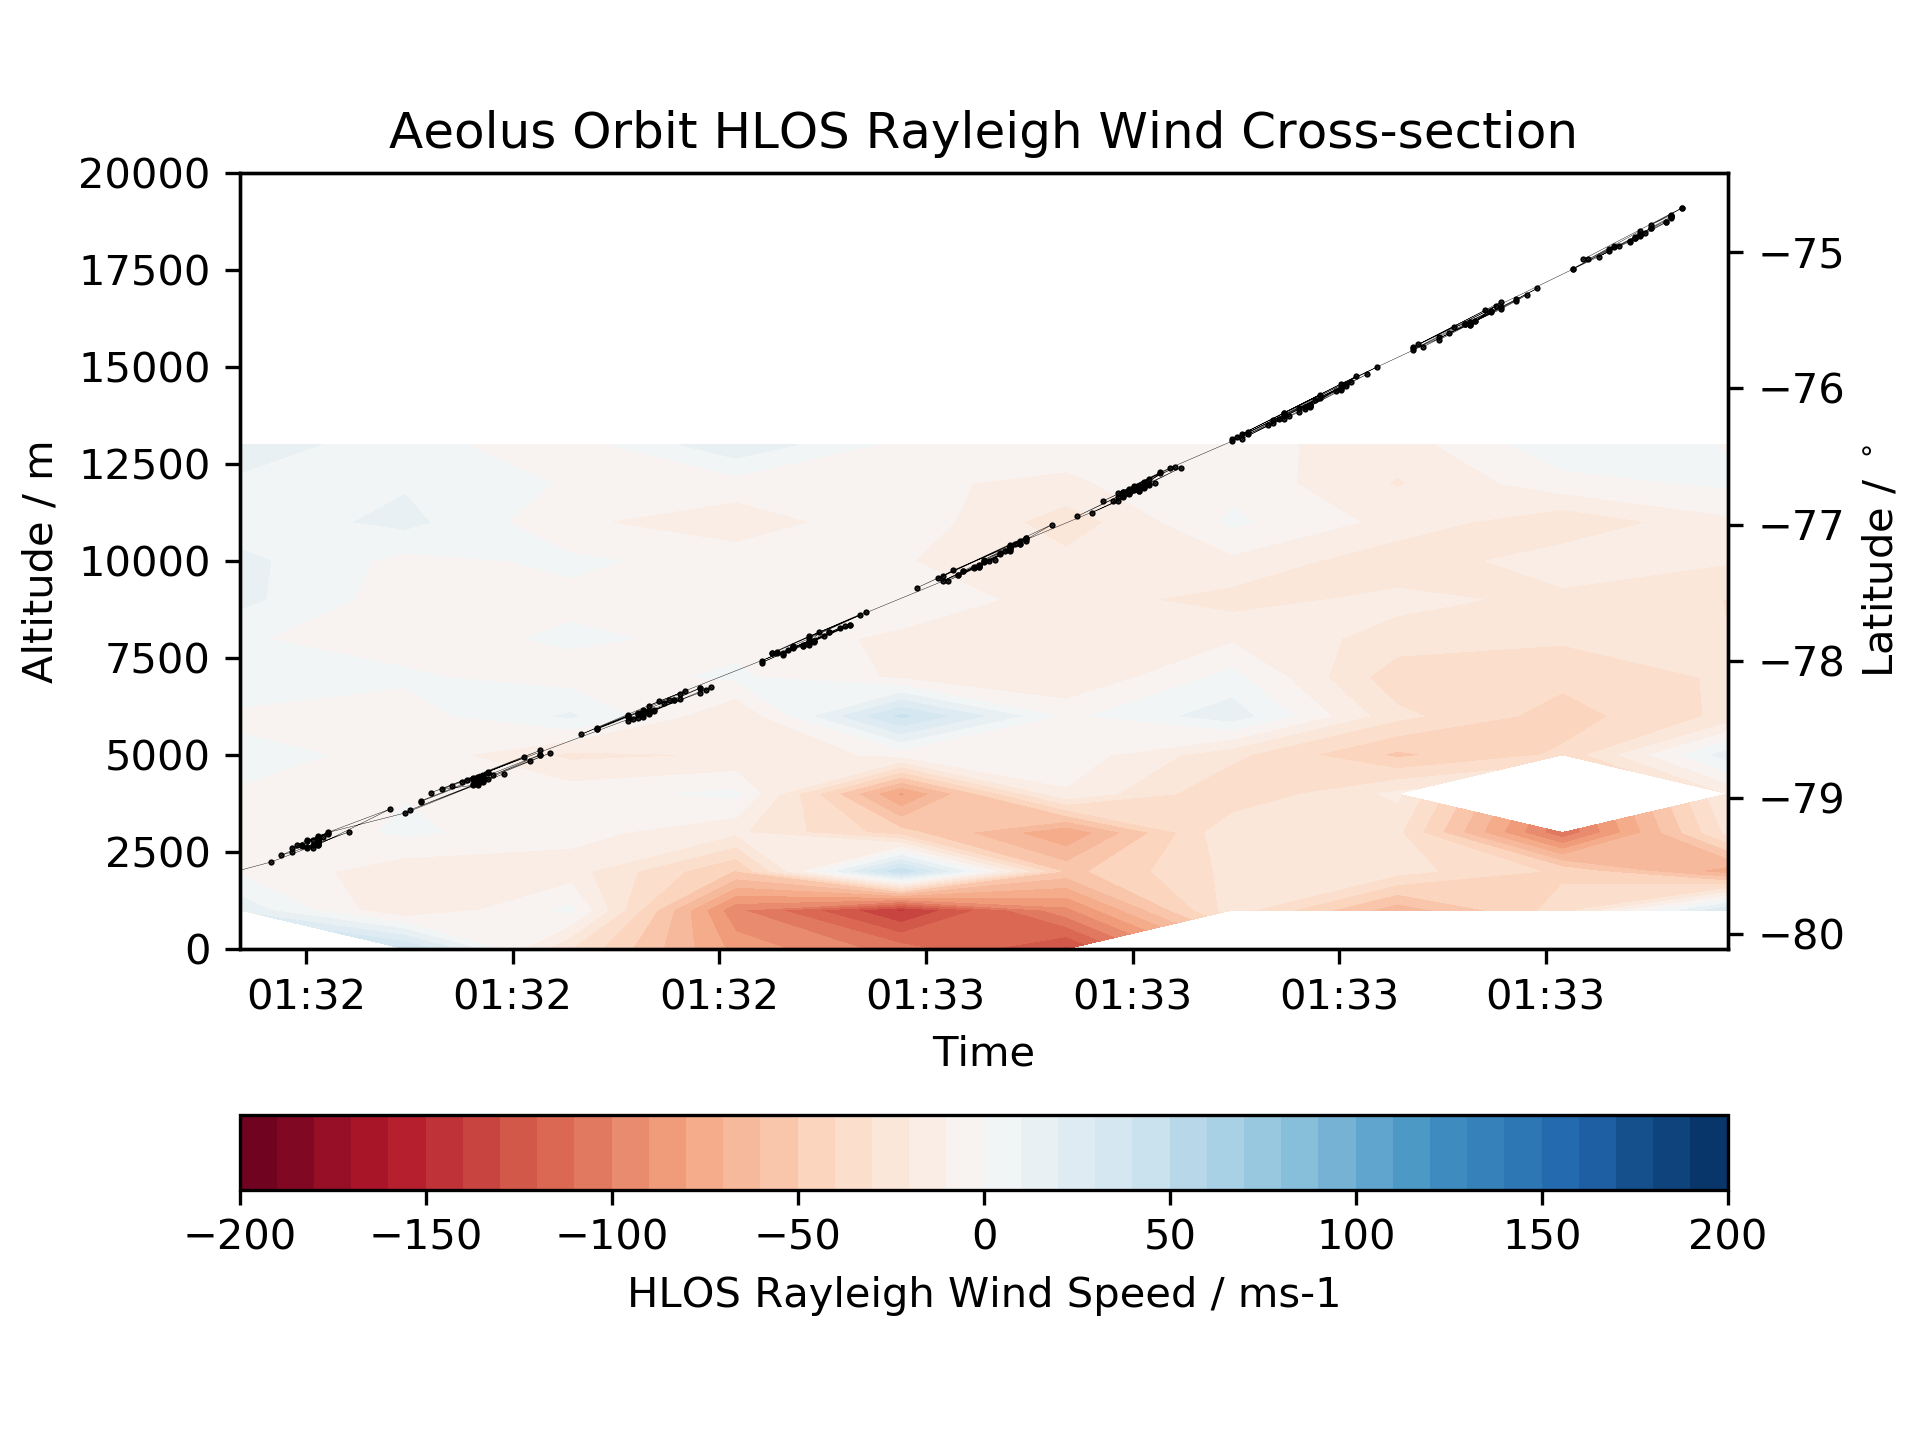 Aeolus Orbit HLOS Rayleigh Wind Cross-section
20000
17500
15000
12500
10000
7500
5000
2500
0
Altitude / m
−75
−76
−77
−78
−79
−80
Latitude / °
01:32 01:32 01:32 01:33 01:33 01:33 01:33
Time
−200 −150 −100 −50 0 50 100 150 200
HLOS Rayleigh Wind Speed / ms-1